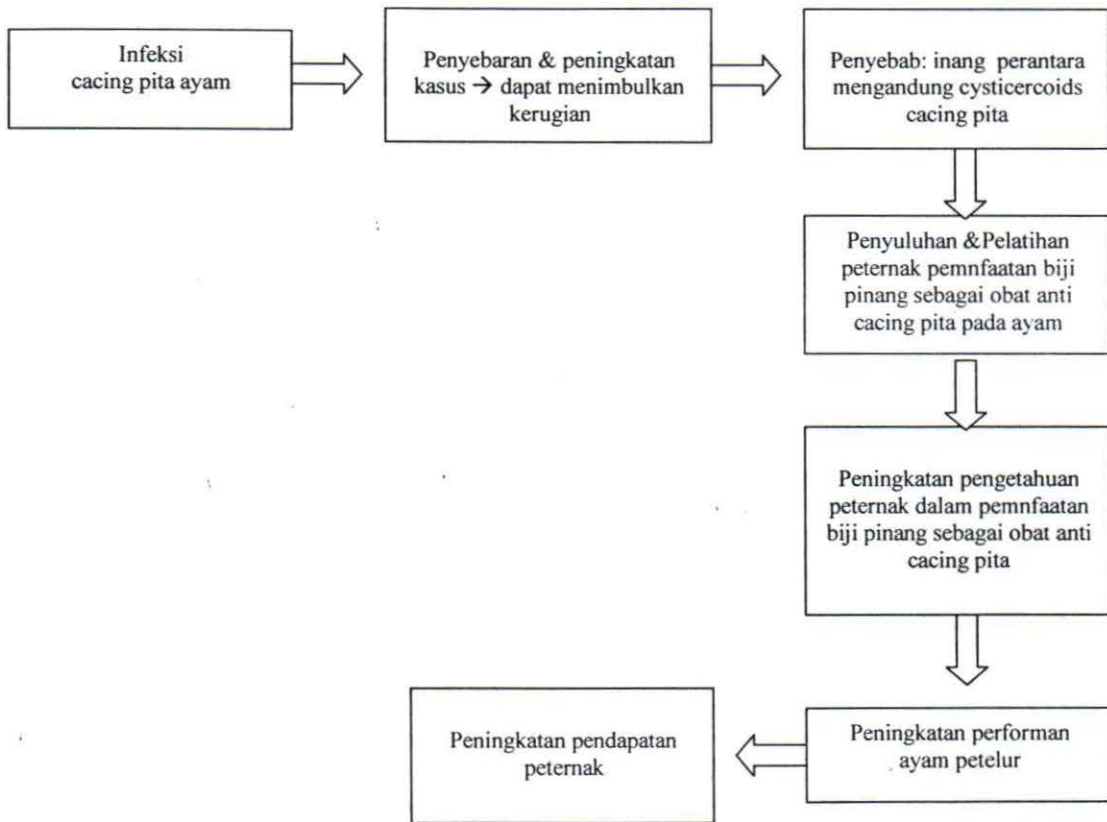 Infeksi
cacing pita ayam
Penyebaran & peningkatan
kasus → dapat menimbulkan
kerugian
Penyebab: inang perantara
mengandung cysticercoids
cacing pita
Penyuluhan &Pelatihan
peternak pemnfaatan biji
pinang sebagai obat anti
cacing pita pada ayam
Peningkatan pengetahuan
peternak dalam pemnfaatan
biji pinang sebagai obat anti
cacing pita
Peningkatan performan
ayam petelur
Peningkatan pendapatan
peternak